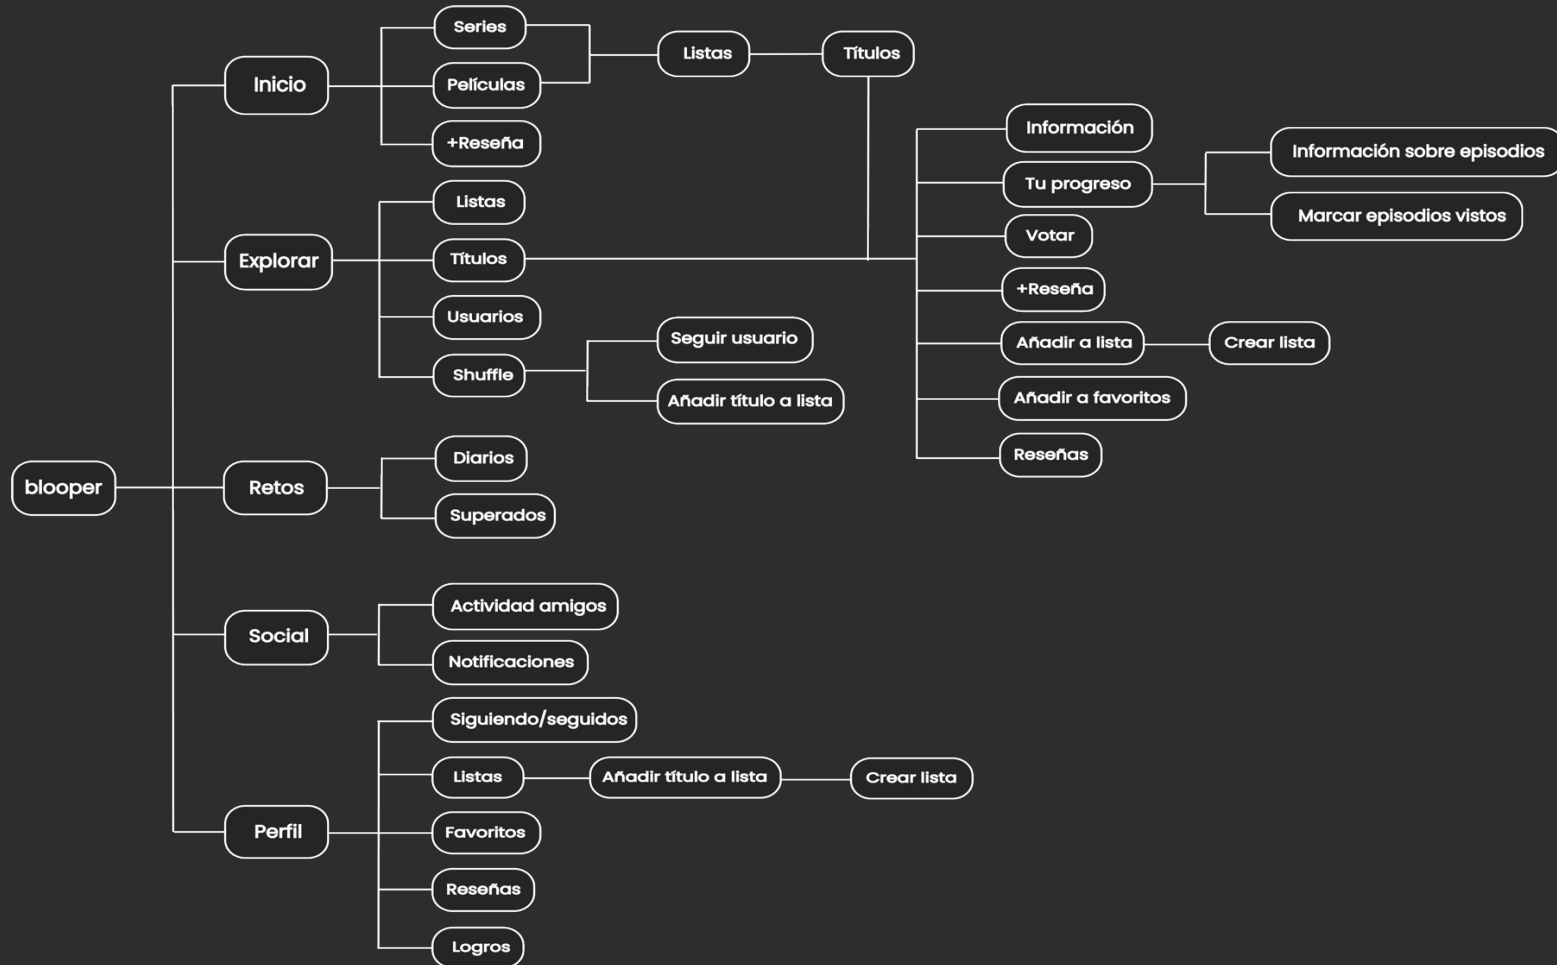 blooper
Inicio
Series
Películas
+Reseña
Listas
Títulos
Explorar
Listas
Títulos
Usuarios
Shuffle
Seguir usuario
Añadir título a lista
Información
Tu progreso
Información sobre episodios
Marcar episodios vistos
Votar
+Reseña
Añadir a lista
Crear lista
Añadir a favoritos
Reseñas
Retos
Diarios
Superados
Social
Actividad amigos
Notificaciones
Perfil
Siguiendo/seguidos
Listas
Añadir título a lista
Crear lista
Favoritos
Reseñas
Logros